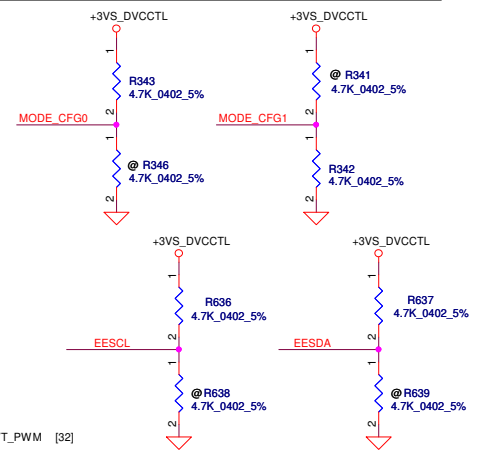 +3VS_DVCCTL
1
R343
4.7K_0402_5%
2
MODE_CFG0
1
@ R346
4.7K_0402_5%
2
+3VS_DVCCTL
1
@ R341
4.7K_0402_5%
2
MODE_CFG1
1
R342
4.7K_0402_5%
2
+3VS_DVCCTL
1
R636
4.7K_0402_5%
2
EESCL
1
@ R638
4.7K_0402_5%
2
+3VS_DVCCTL
1
R637
4.7K_0402_5%
2
EESDA
1
@ R639
4.7K_0402_5%
2
T_PWM [32]